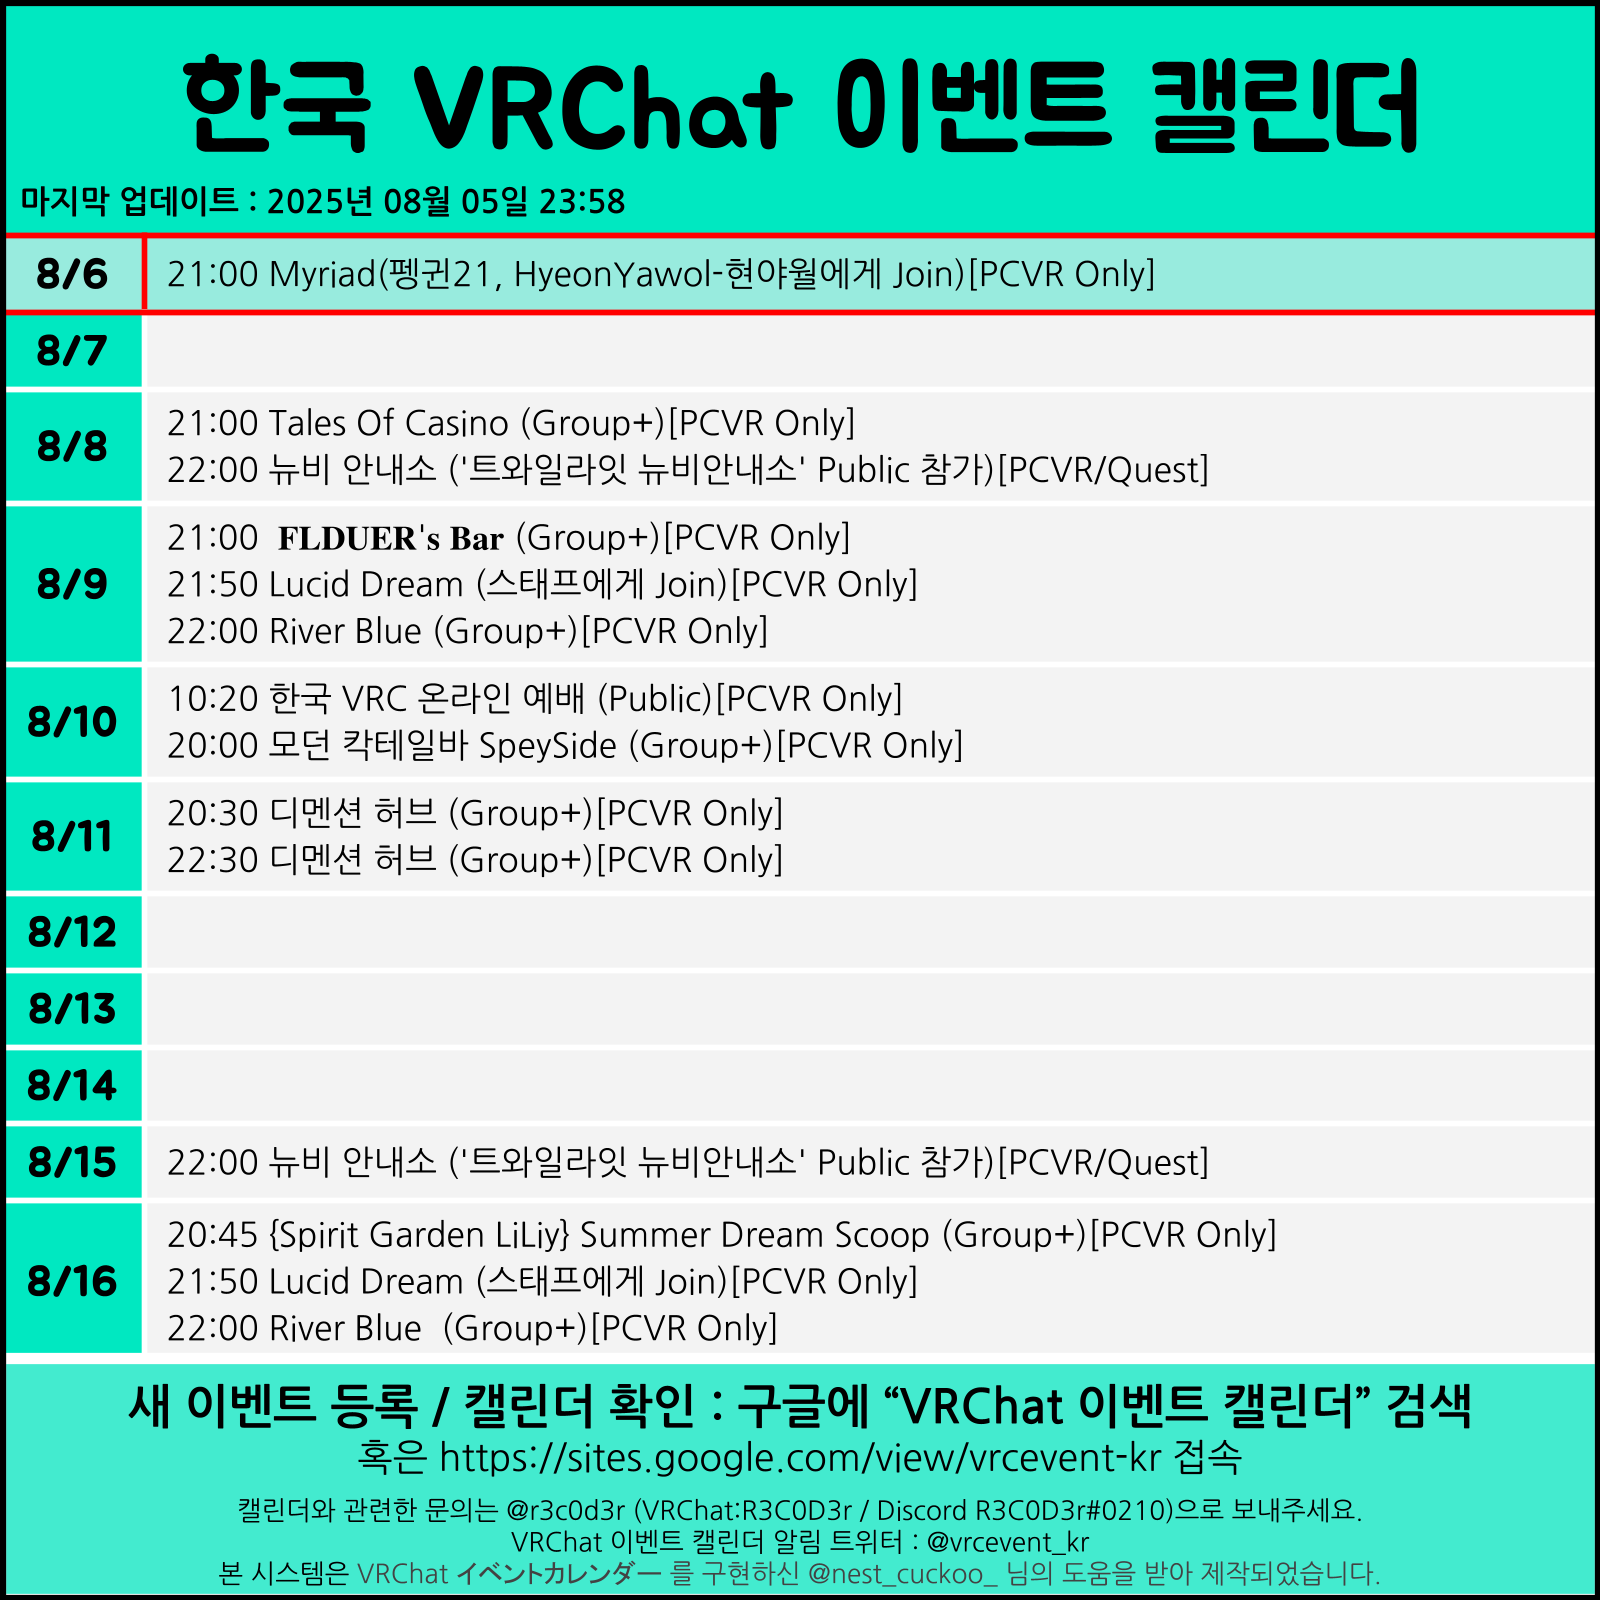 한국 VRChat 이벤트 캘린더
마지막 업데이트 : 2025년 08월 05일 23:58
8/6
21:00 Myriad(펭귄21, HyeonYawol-현야월에게 Join)[PCVR Only]
8/7
8/8
21:00 Tales Of Casino (Group+)[PCVR Only]
22:00 뉴비 안내소 ('트와일라잇 뉴비안내소' Public 참가)[PCVR/Quest]
8/9
21:00 𝐅𝐋𝐃𝐔𝐄𝐑'𝐬 𝐁𝐚𝐫 (Group+)[PCVR Only]
21:50 Lucid Dream (스태프에게 Join)[PCVR Only]
22:00 River Blue (Group+)[PCVR Only]
8/10
10:20 한국 VRC 온라인 예배 (Public)[PCVR Only]
20:00 모던 칵테일바 SpeySide (Group+)[PCVR Only]
8/11
20:30 디멘션 허브 (Group+)[PCVR Only]
22:30 디멘션 허브 (Group+)[PCVR Only]
8/12
8/13
8/14
8/15
22:00 뉴비 안내소 ('트와일라잇 뉴비안내소' Public 참가)[PCVR/Quest]
8/16
20:45 {Spirit Garden LiLiy} Summer Dream Scoop (Group+)[PCVR Only]
21:50 Lucid Dream (스태프에게 Join)[PCVR Only]
22:00 River Blue (Group+)[PCVR Only]
새 이벤트 등록 / 캘린더 확인 : 구글에 “VRChat 이벤트 캘린더” 검색
혹은 https://sites.google.com/view/vrcevent-kr 접속
캘린더와 관련한 문의는 @r3c0d3r (VRChat:R3C0D3r / Discord R3C0D3r#0210)으로 보내주세요.
VRChat 이벤트 캘린더 알림 트위터 : @vrcevent_kr
본 시스템은 VRChat イベントカレンダー 를 구현하신 @nest_cuckoo_ 님의 도움을 받아 제작되었습니다.